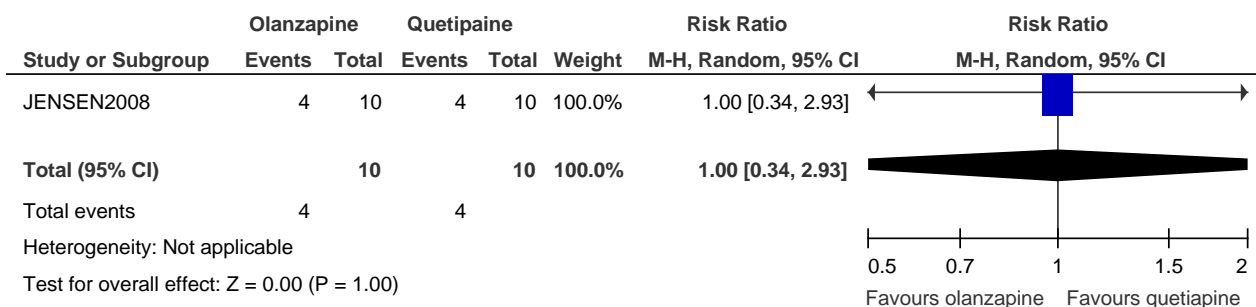 Olanzapine Quetipaine Risk Ratio Risk Ratio
Study or Subgroup Events Total Events Total Weight M-H, Random, 95% CI M-H, Random, 95% CI
JENSEN2008 4 10 4 10 100.0% 1.00 [0.34, 2.93]
Total (95% CI) 10 10 100.0% 1.00 [0.34, 2.93]
Total events 4 4
Heterogeneity: Not applicable
Test for overall effect: Z = 0.00 (P = 1.00)
0.5 0.7 1 1.5 2
Favours olanzapine Favours quetiapine